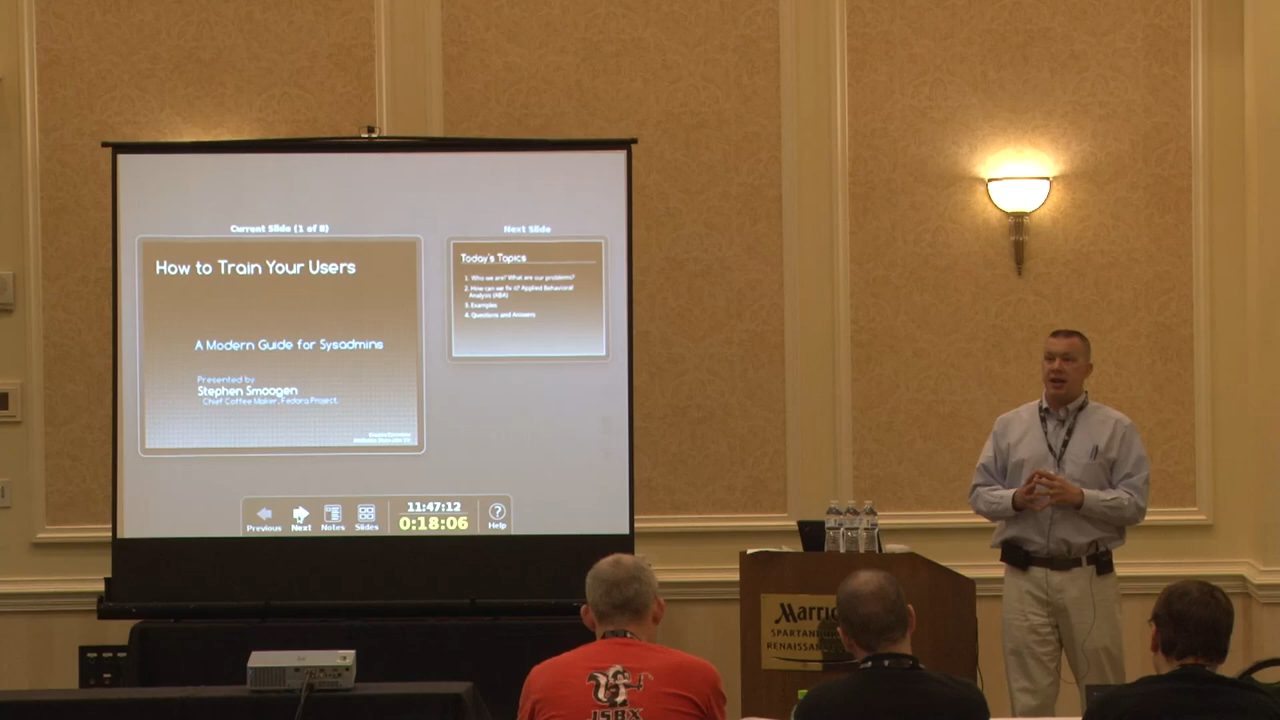 Current Slide (1 of 8)
How to Train Your Users
A Modern Guide for Sysadmins
Presented by
Stephen Smoogen
Chief Coffee Maker, Fedora Project.
Next Slide
Today's Topics
1. Who we are? What are our problems?
2. How can we fix it? Applied Behavioral
Analysis (ABA)
3. Examples
4. Questions and Answers
Previous
Next
Notes
Slides
11:47:12
0:18:06
Help
SPARTAN
RENAISSAN
JSBX